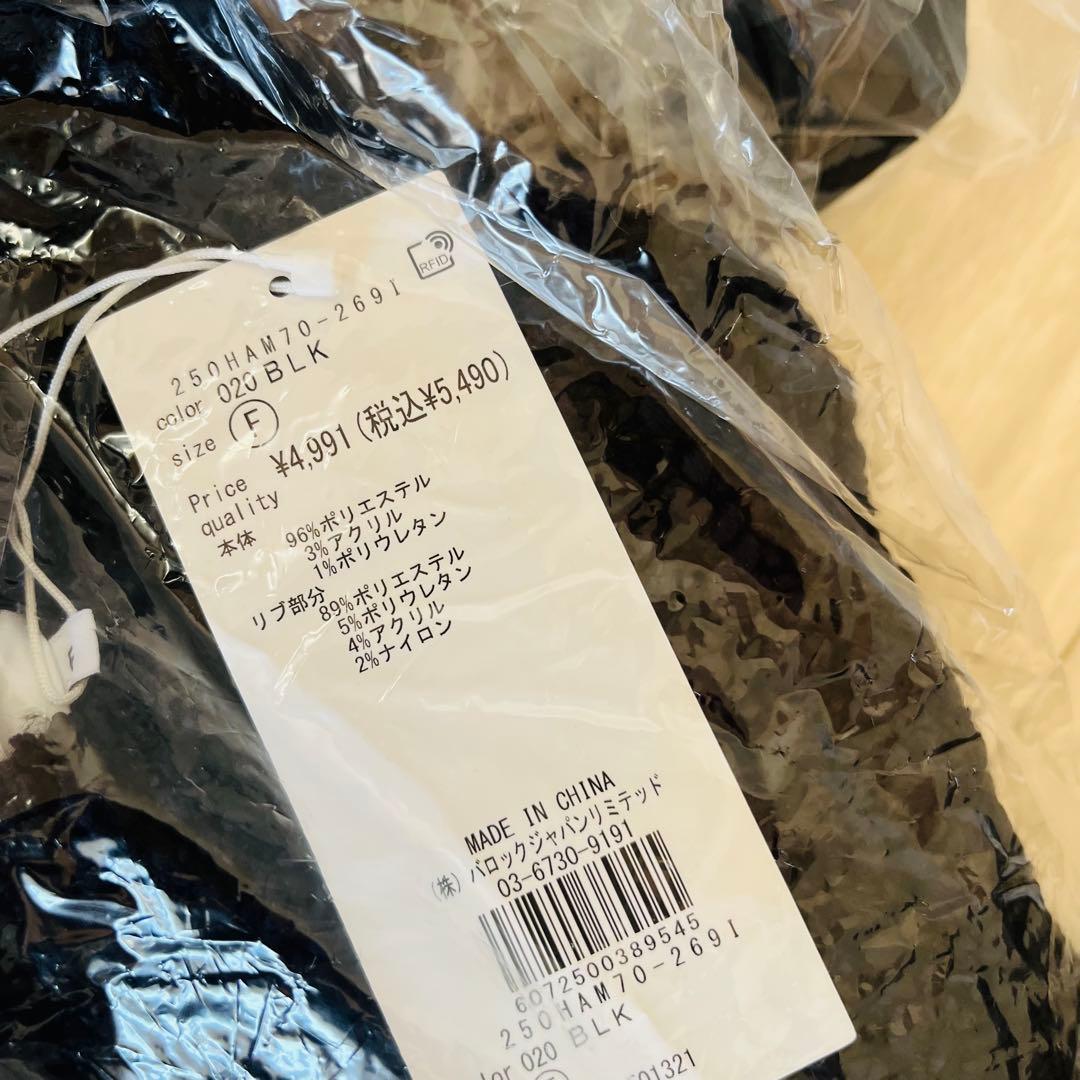 RFID
250HAM70-269I
color 020 BLK
size F
Price ¥4,991(税込¥5,490)
quality
本体 96%ポリエステル
3%アクリル
1%ポリウレタン
リブ部分
89%ポリエステル
5%ポリウレタン
4%アクリル
2%ナイロン
F
MADE IN CHINA
(株)バロックジャパンリミテッド
03-6730-9191
607250038954​5
250HAM70-269I
020 BLK